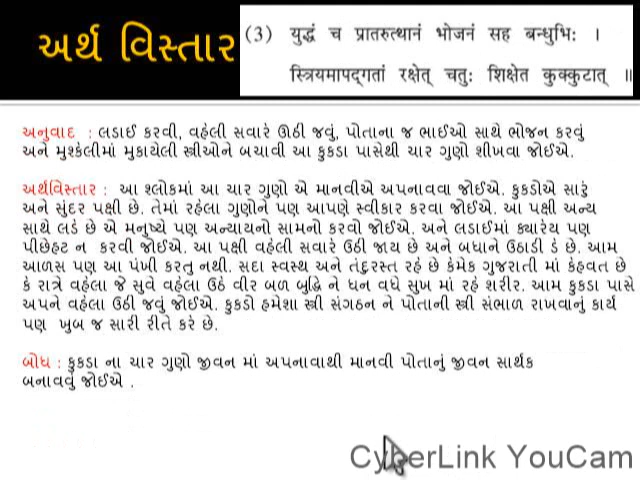 અર્થ વિસ્તાર
(3) युद्धं च प्रातरुत्थानं भोजनं सह बन्धुभिः ।
स्त्रियमापद्गतां रक्षेत् चतुः शिक्षेत कुक्कुटात् ॥
અનુવાદ : લડાઈ કરવી, વહેલી સવારે ઊઠી જવું, પોતાના જ ભાઈઓ સાથે ભોજન કરવું
અને મુશ્કેલીમાં મુકાયેલી સ્ત્રીઓને બચાવી આ કુકડા પાસેથી ચાર ગુણો શીખવા જોઈએ.
અર્થવિસ્તાર : આ શ્લોકમાં આ ચાર ગુણો એ માનવીએ અપનાવવા જોઈએ. કુકડોએ સારું
અને સુંદર પક્ષી છે. તેમાં રહેલા ગુણોને પણ આપણે સ્વીકાર કરવા જોઈએ. આ પક્ષી અન્ય
સાથે લડે છે એ મનુષ્યે પણ અન્યાયનો સામનો કરવો જોઈએ. અને લડાઈમાં ક્યારેય પણ
પીછેહટ ન કરવી જોઈએ. આ પક્ષી વહેલી સવારે ઉઠી જાય છે અને બધાને ઉઠાડી દે છે. આમ
આળસ પણ આ પંખી કરતુ નથી. સદા સ્વસ્થ અને તંદુરસ્ત રહે છે કેમેક ગુજરાતી માં કેહવત છે
કે રાત્રે વહેલા જે સુવે વહેલા ઉઠે વીર બળ બુદ્ધિ ને ધન વધે સુખ માં રહે શરીર. આમ કુકડા પાસે
અપને વહેલા ઉઠી જવું જોઈએ. કુકડો હમેશા સ્ત્રી સંગઠન ને પોતાની સ્ત્રી સંભાળ રાખવાનું કાર્ય
પણ ખુબ જ સારી રીતે કરે છે.
બોધ : કુકડા ના ચાર ગુણો જીવન માં અપનાવાથી માનવી પોતાનું જીવન સાર્થક
બનાવવું જોઈએ .
CyberLink YouCam